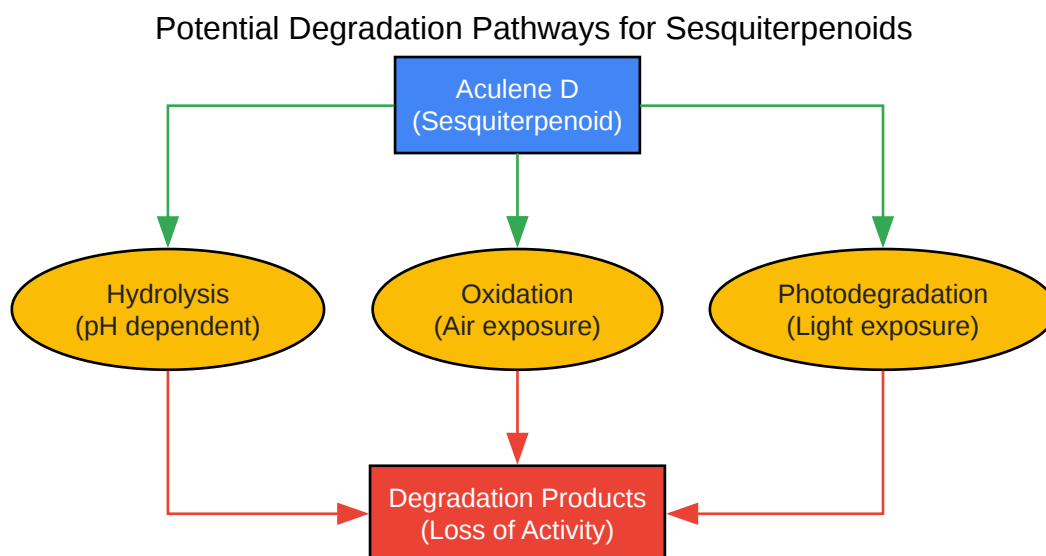 Potential Degradation Pathways for Sesquiterpenoids
Aculene D
(Sesquiterpenoid)
Hydrolysis
(pH dependent)
Oxidation
(Air exposure)
Photodegradation
(Light exposure)
Degradation Products
(Loss of Activity)